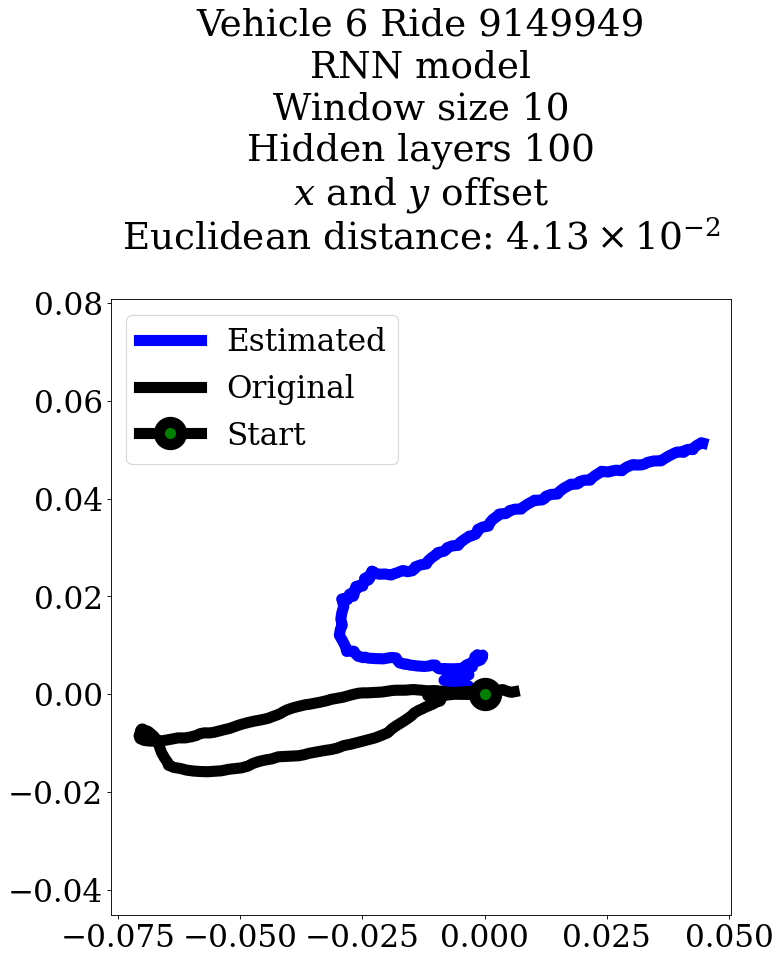 Vehicle 6 Ride 9149949
RNN model
Window size 10
Hidden layers 100
x and y offset
Euclidean distance: 4.13 × 10⁻²
0.08
0.06
0.04
0.02
0.00
−0.02
−0.04
Estimated
Original
Start
−0.075 −0.050 −0.025 0.000 0.025 0.050